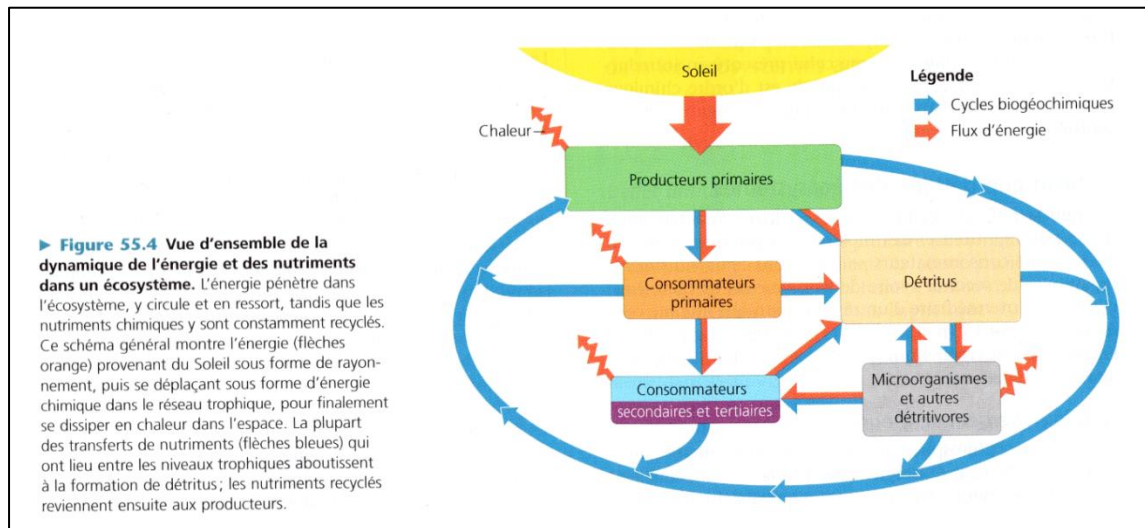 Soleil
Légende
Cycles biogéochimiques
Flux d'énergie
Chaleur
Producteurs primaires
Consommateurs
primaires
Détritus
Consommateurs
secondaires et tertiaires
Microorganismes
et autres
détritivores
► Figure 55.4 Vue d'ensemble de la
dynamique de l'énergie et des nutriments
dans un écosystème. L'énergie pénètre dans
l'écosystème, y circule et en ressort, tandis que les
nutriments chimiques y sont constamment recyclés.
Ce schéma général montre l'énergie (flèches
orange) provenant du Soleil sous forme de rayon-
nement, puis se déplaçant sous forme d'énergie
chimique dans le réseau trophique, pour finalement
se dissiper en chaleur dans l'espace. La plupart
des transferts de nutriments (flèches bleues) qui
ont lieu entre les niveaux trophiques aboutissent
à la formation de détritus; les nutriments recyclés
reviennent ensuite aux producteurs.